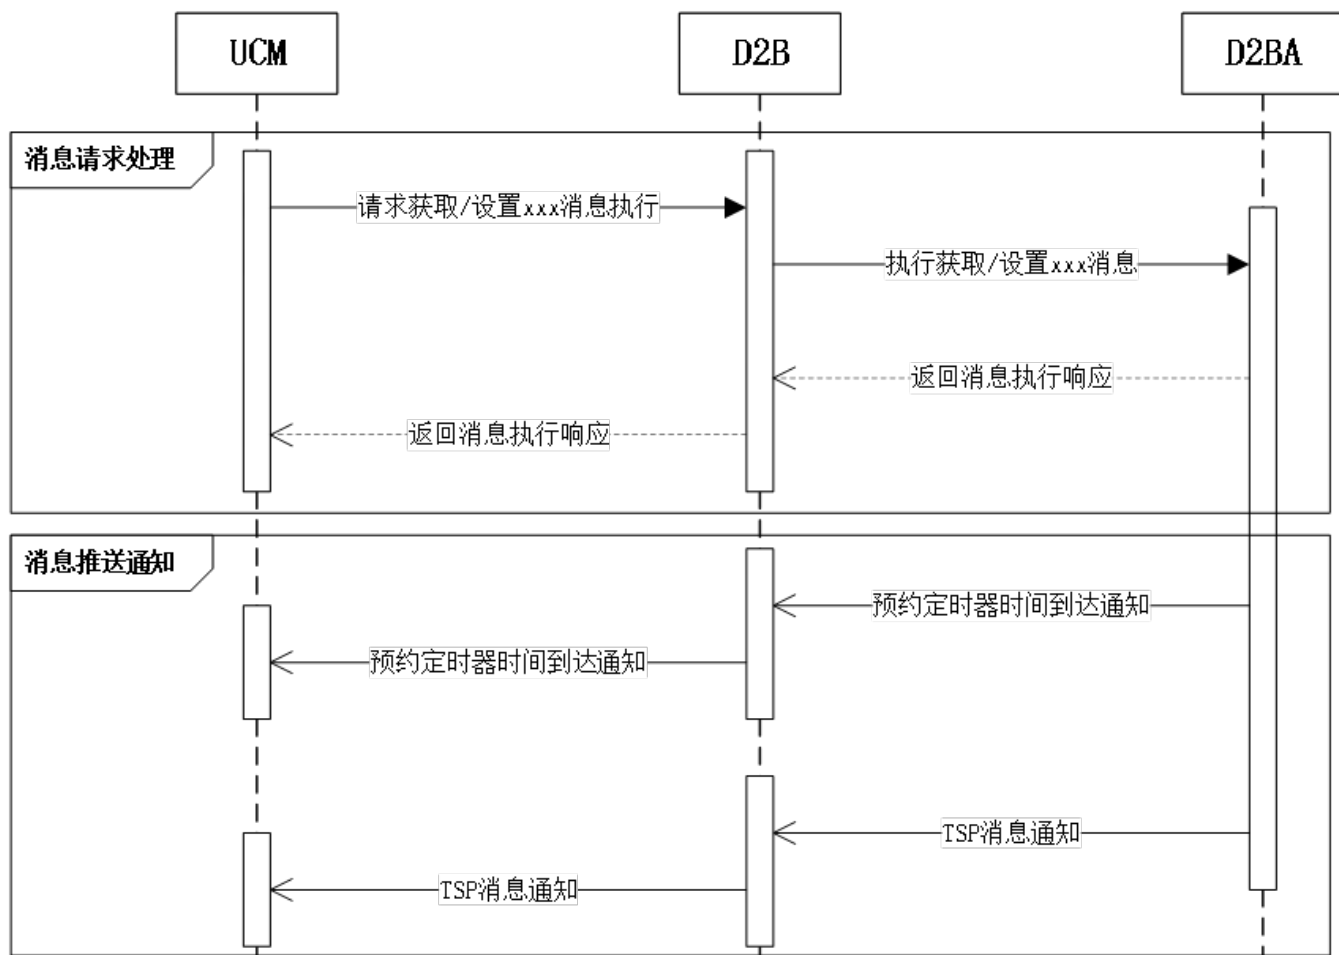 UCM
D2B
D2BA
消息请求处理
请求获取/设置xxx消息执行
执行获取/设置xxx消息
返回消息执行响应
返回消息执行响应
消息推送通知
预约定时器时间到达通知
预约定时器时间到达通知
TSP消息通知
TSP消息通知